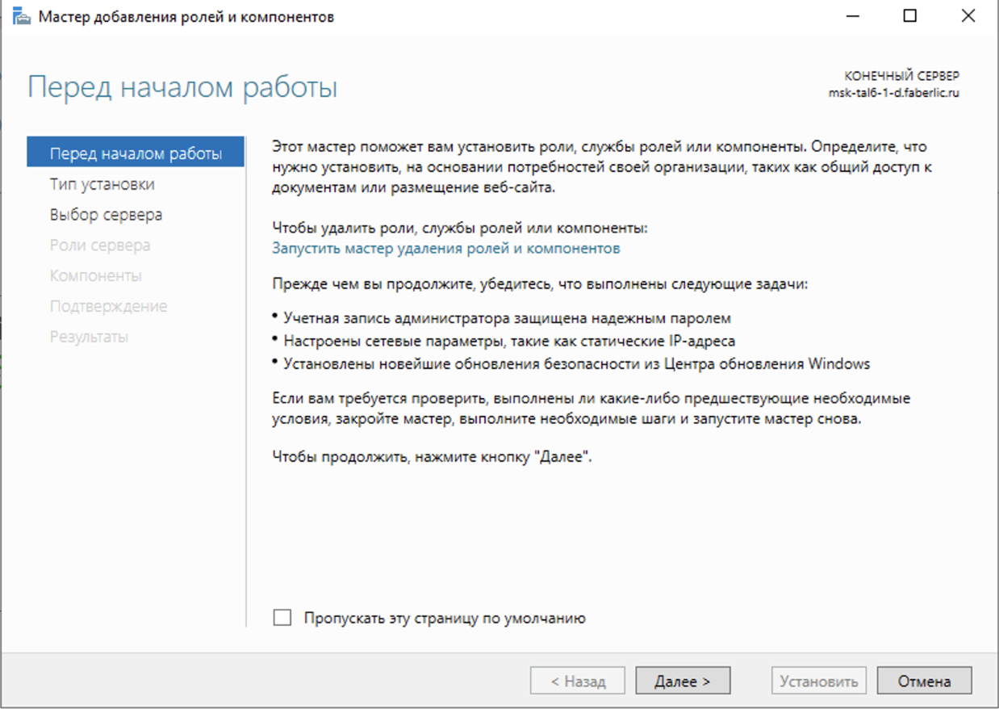 Мастер добавления ролей и компонентов
Перед началом работы
КОНЕЧНЫЙ СЕРВЕР
msk-tal6-1-d.faberlic.ru
Перед началом работы
Тип установки
Выбор сервера
Роли сервера
Компоненты
Подтверждение
Результаты
Этот мастер поможет вам установить роли, службы ролей или компоненты. Определите, что
нужно установить, на основании потребностей своей организации, таких как общий доступ к
документам или размещение веб-сайта.
Чтобы удалить роли, службы ролей или компоненты:
Запустить мастер удаления ролей и компонентов
Прежде чем вы продолжите, убедитесь, что выполнены следующие задачи:
• Учетная запись администратора защищена надежным паролем
• Настроены сетевые параметры, такие как статические IP-адреса
• Установлены новейшие обновления безопасности из Центра обновления Windows
Если вам требуется проверить, выполнены ли какие-либо предшествующие необходимые
условия, закройте мастер, выполните необходимые шаги и запустите мастер снова.
Чтобы продолжить, нажмите кнопку "Далее".
Пропускать эту страницу по умолчанию
< Назад
Далее >
Установить
Отмена